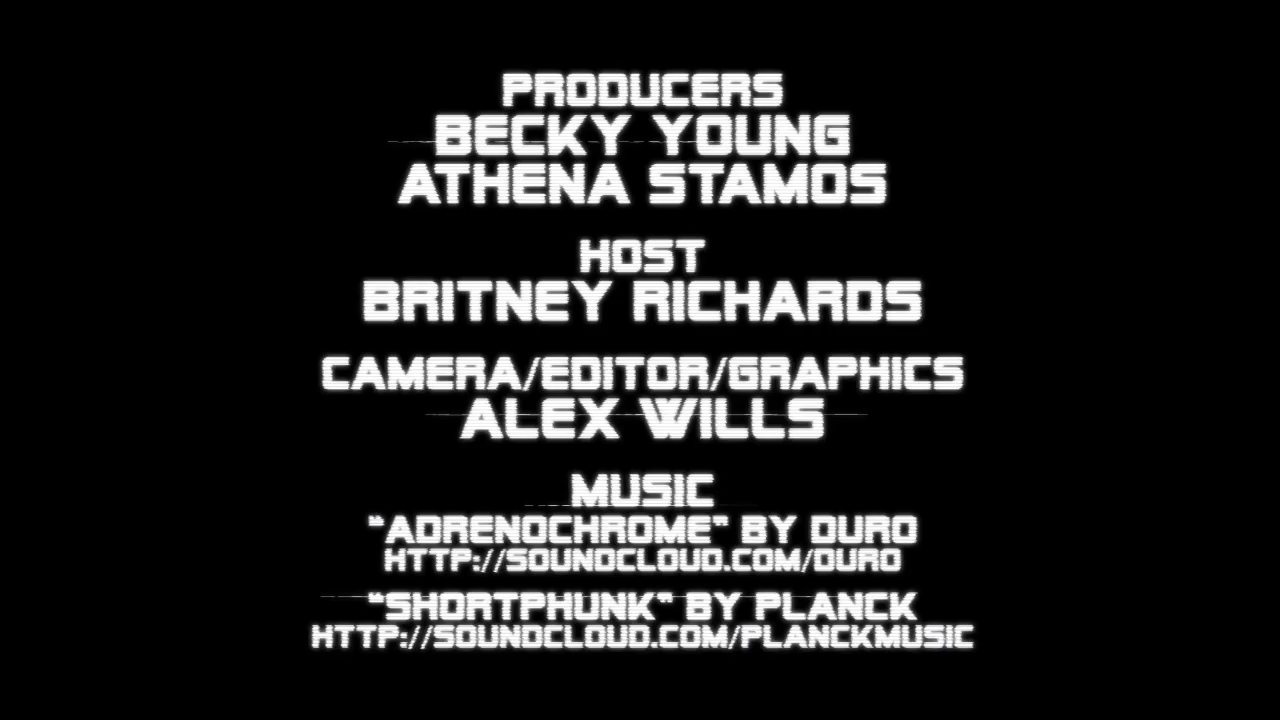 PRODUCERS
BECKY YOUNG
ATHENA STAMOS
HOST
BRITNEY RICHARDS
CAMERA/EDITOR/GRAPHICS
ALEX WILLS
MUSIC
"ADRENOCHROME" BY DURO
HTTP://SOUNDCLOUD.COM/DURO
"SHORTPHUNK" BY PLANCK
HTTP://SOUNDCLOUD.COM/PLANCKMUSIC